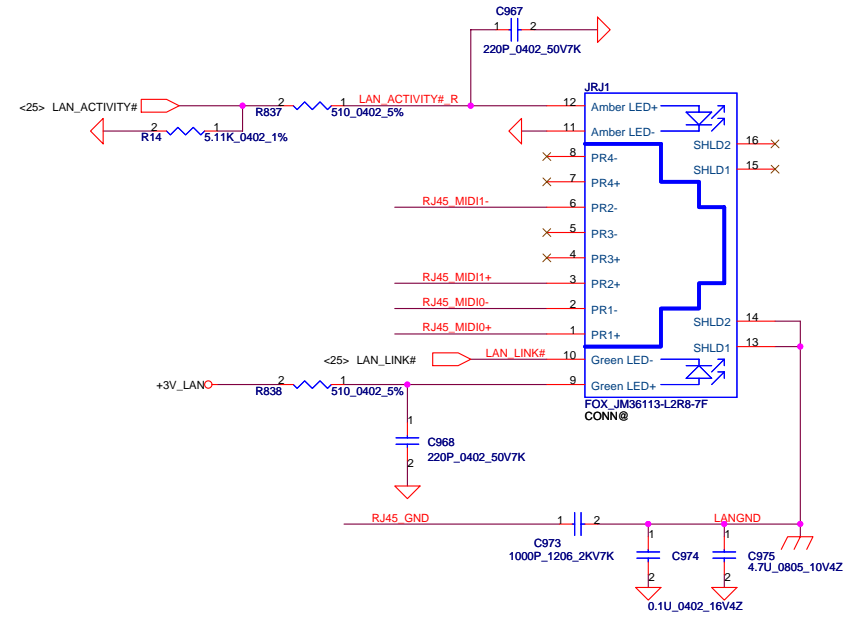 C967
1 2
220P_0402_50V7K
JRJ1
<25> LAN_ACTIVITY#
2 1
R837
510_0402_5%
LAN_ACTIVITY#_R
12 Amber LED+
2 1
R14
5.11K_0402_1%
11 Amber LED-
SHLD2 16
8 PR4-
SHLD1 15
7 PR4+
RJ45_MIDI1- 6 PR2-
5 PR3-
4 PR3+
RJ45_MIDI1+ 3 PR2+
RJ45_MIDI0- 2 PR1-
SHLD2 14
RJ45_MIDI0+ 1 PR1+
SHLD1 13
<25> LAN_LINK# LAN_LINK# 10 Green LED-
+3V_LAN
2 1
R838
510_0402_5%
9 Green LED+
FOX_JM36113-L2R8-7F
CONN@
1
C968
220P_0402_50V7K
2
RJ45_GND
1 2
C973
1000P_1206_2KV7K
LANGND
1
C974
2
0.1U_0402_16V4Z
1
C975
4.7U_0805_10V4Z
2